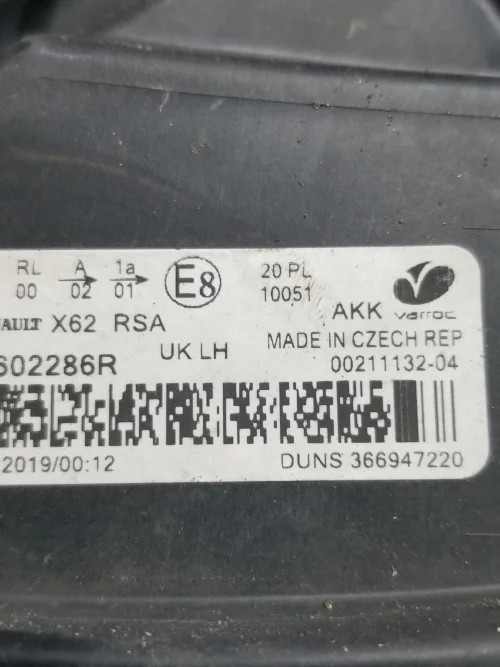 RL A 1a E8 20 PL
00 02 01 10051
AULT X62 RSA AKK varroc
UK LH MADE IN CZECH REP
602286R 00211132-04
2019/00:12 DUNS 366947220